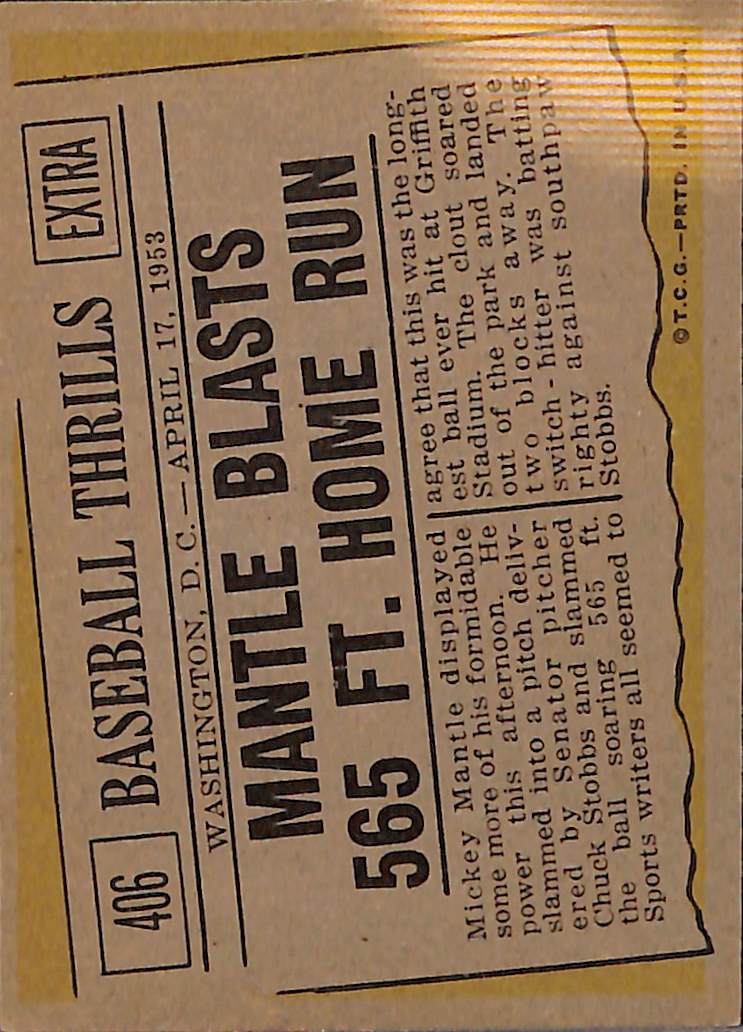 406
BASEBALL THRILLS
EXTRA
WASHINGTON, D.C.—APRIL 17, 1953
MANTLE BLASTS
565 FT. HOME RUN
Mickey Mantle displayed
some more of his formidable
power this afternoon. He
slammed into a pitch deliv-
ered by Senator pitcher
Chuck Stobbs and slammed
the ball soaring 565 ft.
Sports writers all seemed to
agree that this was the long-
est ball ever hit at Griffith
Stadium. The clout soared
out of the park and landed
two blocks away. The
switch-hitter was batting
righty against southpaw
Stobbs.
©T.C.G.—PRTD. IN U.S.A.